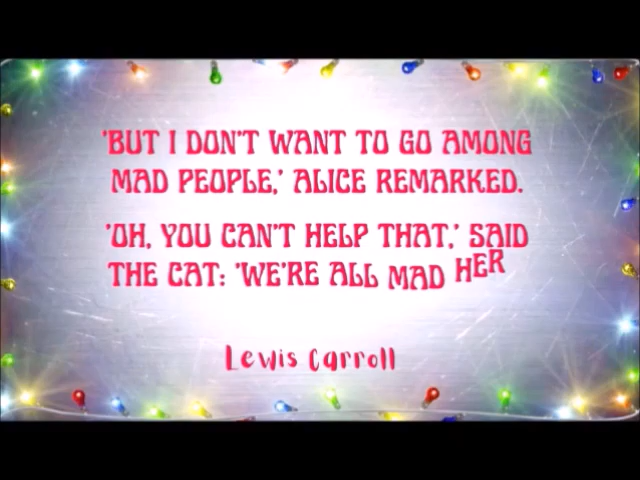 'BUT I DON'T WANT TO GO AMONG
MAD PEOPLE,' ALICE REMARKED.
'OH, YOU CAN'T HELP THAT,' SAID
THE CAT: 'WE'RE ALL MAD HER
Lewis Carroll